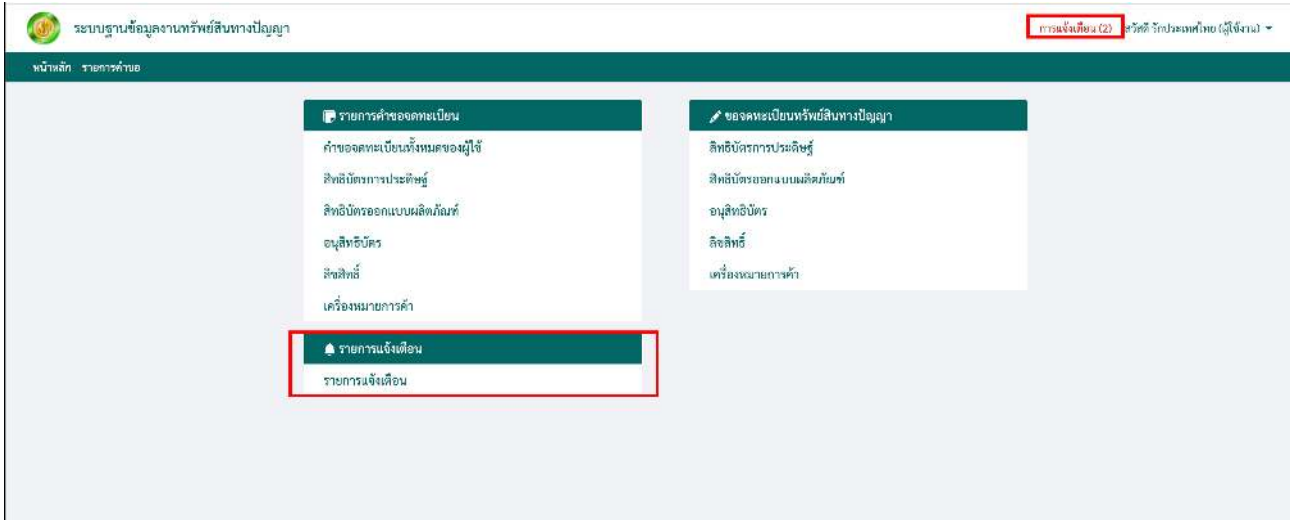 ระบบฐานข้อมูลงานทรัพย์สินทางปัญญา
การแจ้งเตือน (2) สวัสดี รักประเทศไทย (ผู้ใช้งาน)
หน้าหลัก รายการคำขอ
รายการคำขอจดทะเบียน
คำขอจดทะเบียนทั้งหมดของผู้ใช้
สิทธิบัตรการประดิษฐ์
สิทธิบัตรออกแบบผลิตภัณฑ์
อนุสิทธิบัตร
ลิขสิทธิ์
เครื่องหมายการค้า
รายการแจ้งเตือน
รายการแจ้งเตือน
ขอจดทะเบียนทรัพย์สินทางปัญญา
สิทธิบัตรการประดิษฐ์
สิทธิบัตรออกแบบผลิตภัณฑ์
อนุสิทธิบัตร
ลิขสิทธิ์
เครื่องหมายการค้า